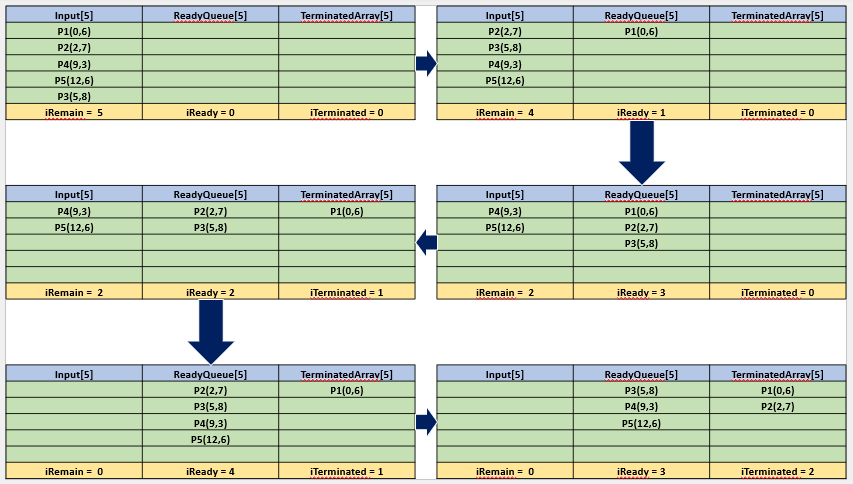 Input[5] ReadyQueue[5] TerminatedArray[5]
P1(0,6)
P2(2,7)
P4(9,3)
P5(12,6)
P3(5,8)
iRemain = 5 iReady = 0 iTerminated = 0
Input[5] ReadyQueue[5] TerminatedArray[5]
P2(2,7) P1(0,6)
P3(5,8)
P4(9,3)
P5(12,6)
iRemain = 4 iReady = 1 iTerminated = 0
Input[5] ReadyQueue[5] TerminatedArray[5]
P4(9,3) P2(2,7) P1(0,6)
P5(12,6) P3(5,8)
iRemain = 2 iReady = 2 iTerminated = 1
Input[5] ReadyQueue[5] TerminatedArray[5]
P4(9,3) P1(0,6)
P5(12,6) P2(2,7)
P3(5,8)
iRemain = 2 iReady = 3 iTerminated = 0
Input[5] ReadyQueue[5] TerminatedArray[5]
P2(2,7) P1(0,6)
P3(5,8)
P4(9,3)
P5(12,6)
iRemain = 0 iReady = 4 iTerminated = 1
Input[5] ReadyQueue[5] TerminatedArray[5]
P3(5,8) P1(0,6)
P4(9,3) P2(2,7)
P5(12,6)
iRemain = 0 iReady = 3 iTerminated = 2